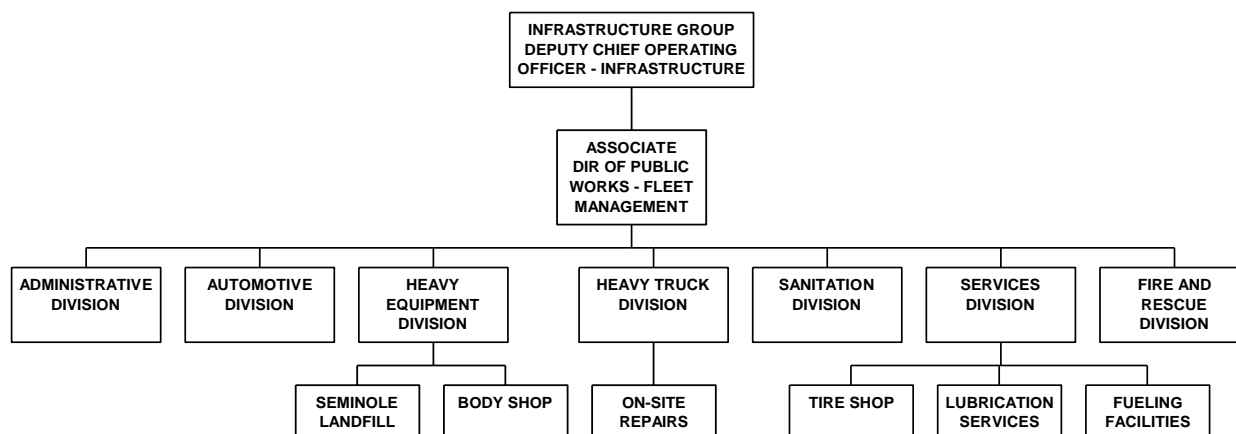 INFRASTRUCTURE GROUP
DEPUTY CHIEF OPERATING
OFFICER - INFRASTRUCTURE
ASSOCIATE
DIR OF PUBLIC
WORKS - FLEET
MANAGEMENT
ADMINISTRATIVE
DIVISION
AUTOMOTIVE
DIVISION
HEAVY
EQUIPMENT
DIVISION
HEAVY TRUCK
DIVISION
SANITATION
DIVISION
SERVICES
DIVISION
FIRE AND
RESCUE
DIVISION
SEMINOLE
LANDFILL
BODY SHOP
ON-SITE
REPAIRS
TIRE SHOP
LUBRICATION
SERVICES
FUELING
FACILITIES